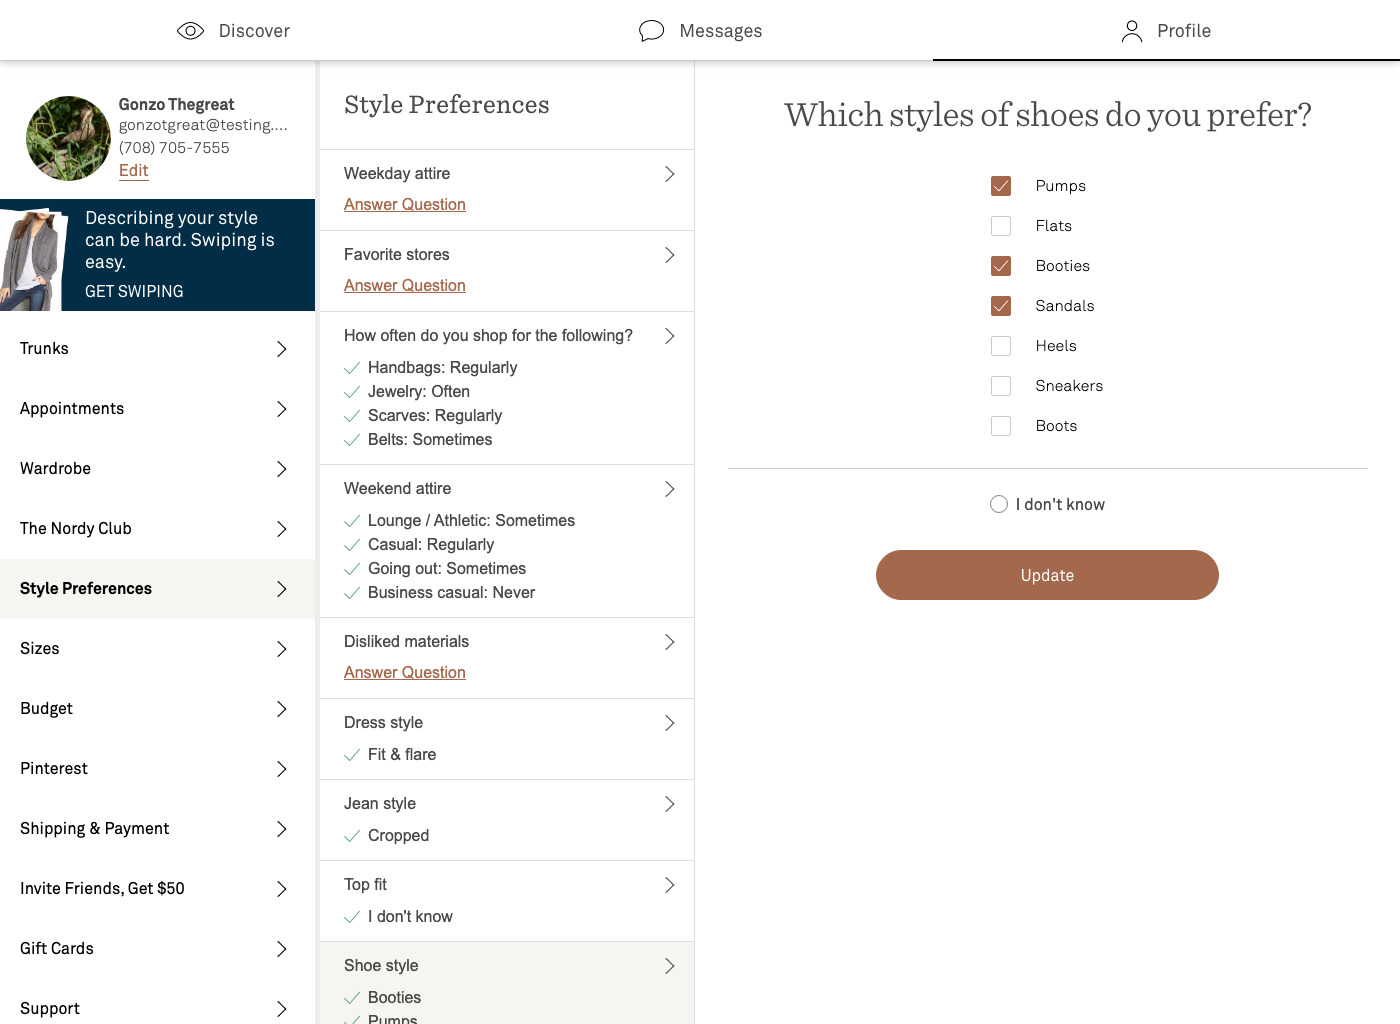 Discover
Messages
Profile
Gonzo Thegreat
gonzotgreat@testing....
(708) 705-7555
Edit
Describing your style
can be hard. Swiping is
easy.
GET SWIPING
Trunks
Appointments
Wardrobe
The Nordy Club
Style Preferences
Sizes
Budget
Pinterest
Shipping & Payment
Invite Friends, Get $50
Gift Cards
Support
Style Preferences
Weekday attire
Answer Question
Favorite stores
Answer Question
How often do you shop for the following?
Handbags: Regularly
Jewelry: Often
Scarves: Regularly
Belts: Sometimes
Weekend attire
Lounge / Athletic: Sometimes
Casual: Regularly
Going out: Sometimes
Business casual: Never
Disliked materials
Answer Question
Dress style
Fit & flare
Jean style
Cropped
Top fit
I don't know
Shoe style
Booties
Pumps
Which styles of shoes do you prefer?
Pumps
Flats
Booties
Sandals
Heels
Sneakers
Boots
I don't know
Update